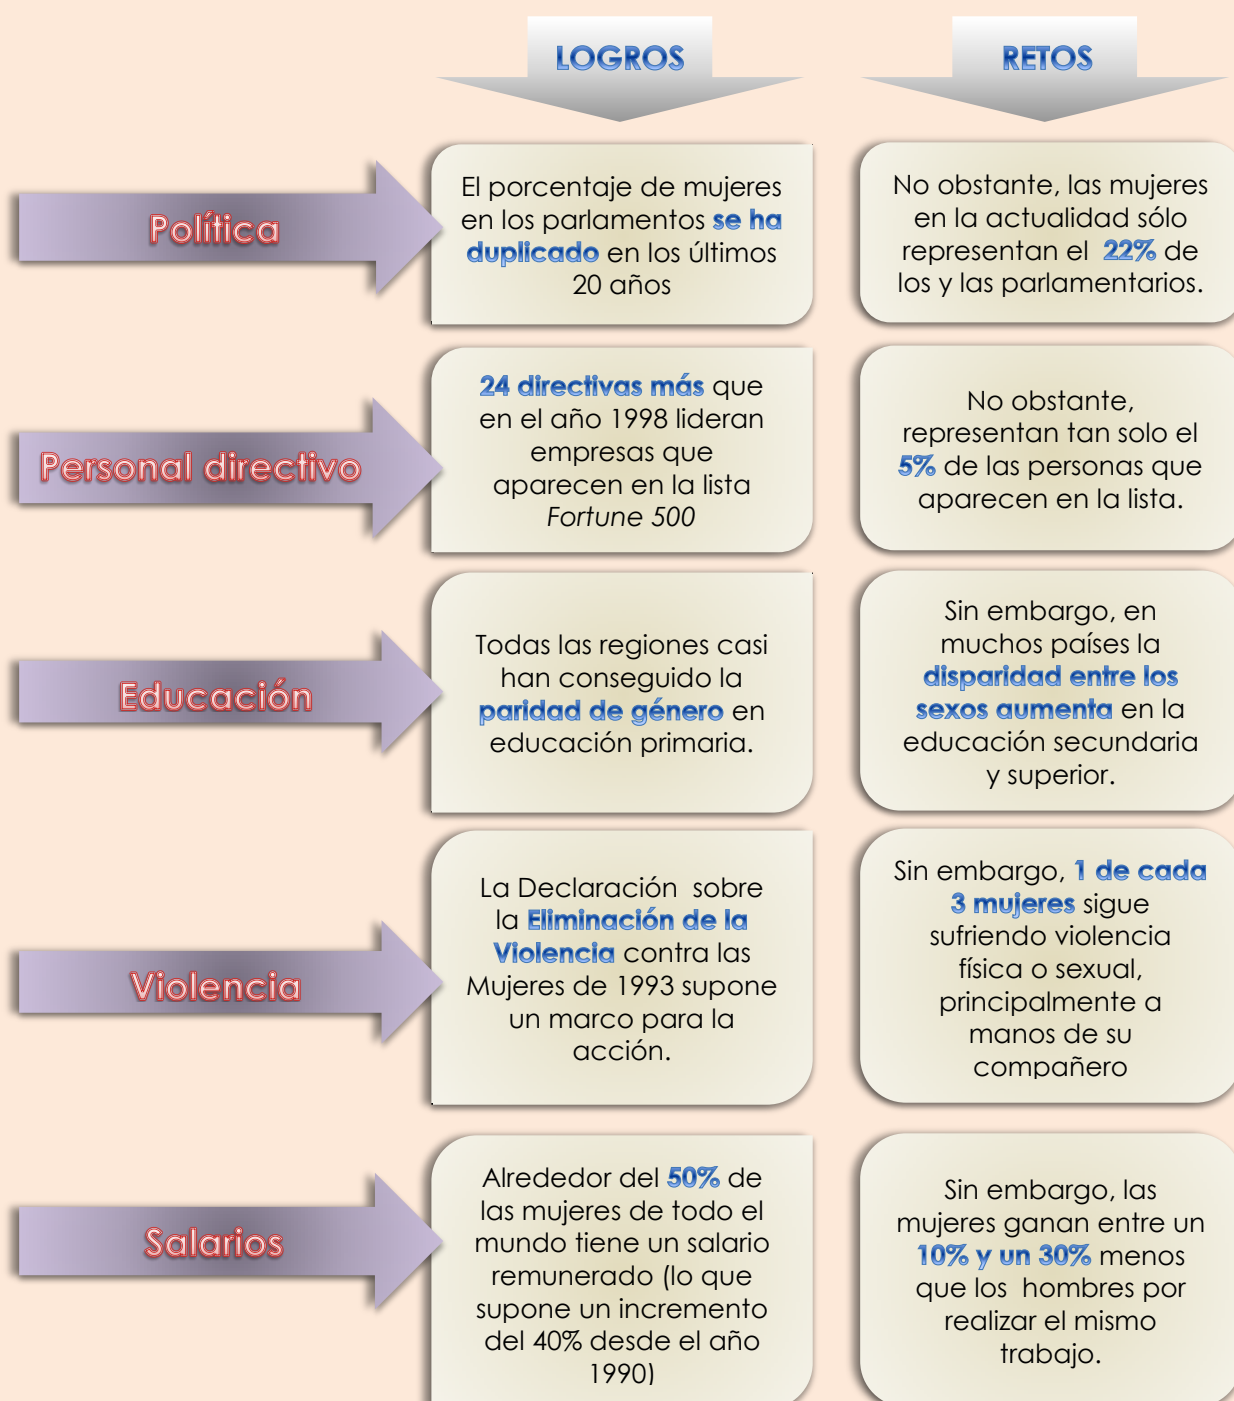 LOGROS
RETOS
Política
El porcentaje de mujeres
en los parlamentos se ha
duplicado en los últimos
20 años
No obstante, las mujeres
en la actualidad sólo
representan el 22% de
los y las parlamentarios.
Personal directivo
24 directivas más que
en el año 1998 lideran
empresas que
aparecen en la lista
Fortune 500
No obstante,
representan tan solo el
5% de las personas que
aparecen en la lista.
Educación
Todas las regiones casi
han conseguido la
paridad de género en
educación primaria.
Sin embargo, en
muchos países la
disparidad entre los
sexos aumenta en la
educación secundaria
y superior.
Violencia
La Declaración sobre
la Eliminación de la
Violencia contra las
Mujeres de 1993 supone
un marco para la
acción.
Sin embargo, 1 de cada
3 mujeres sigue
sufriendo violencia
física o sexual,
principalmente a
manos de su
compañero
Salarios
Alrededor del 50% de
las mujeres de todo el
mundo tiene un salario
remunerado (lo que
supone un incremento
del 40% desde el año
1990)
Sin embargo, las
mujeres ganan entre un
10% y un 30% menos
que los hombres por
realizar el mismo
trabajo.